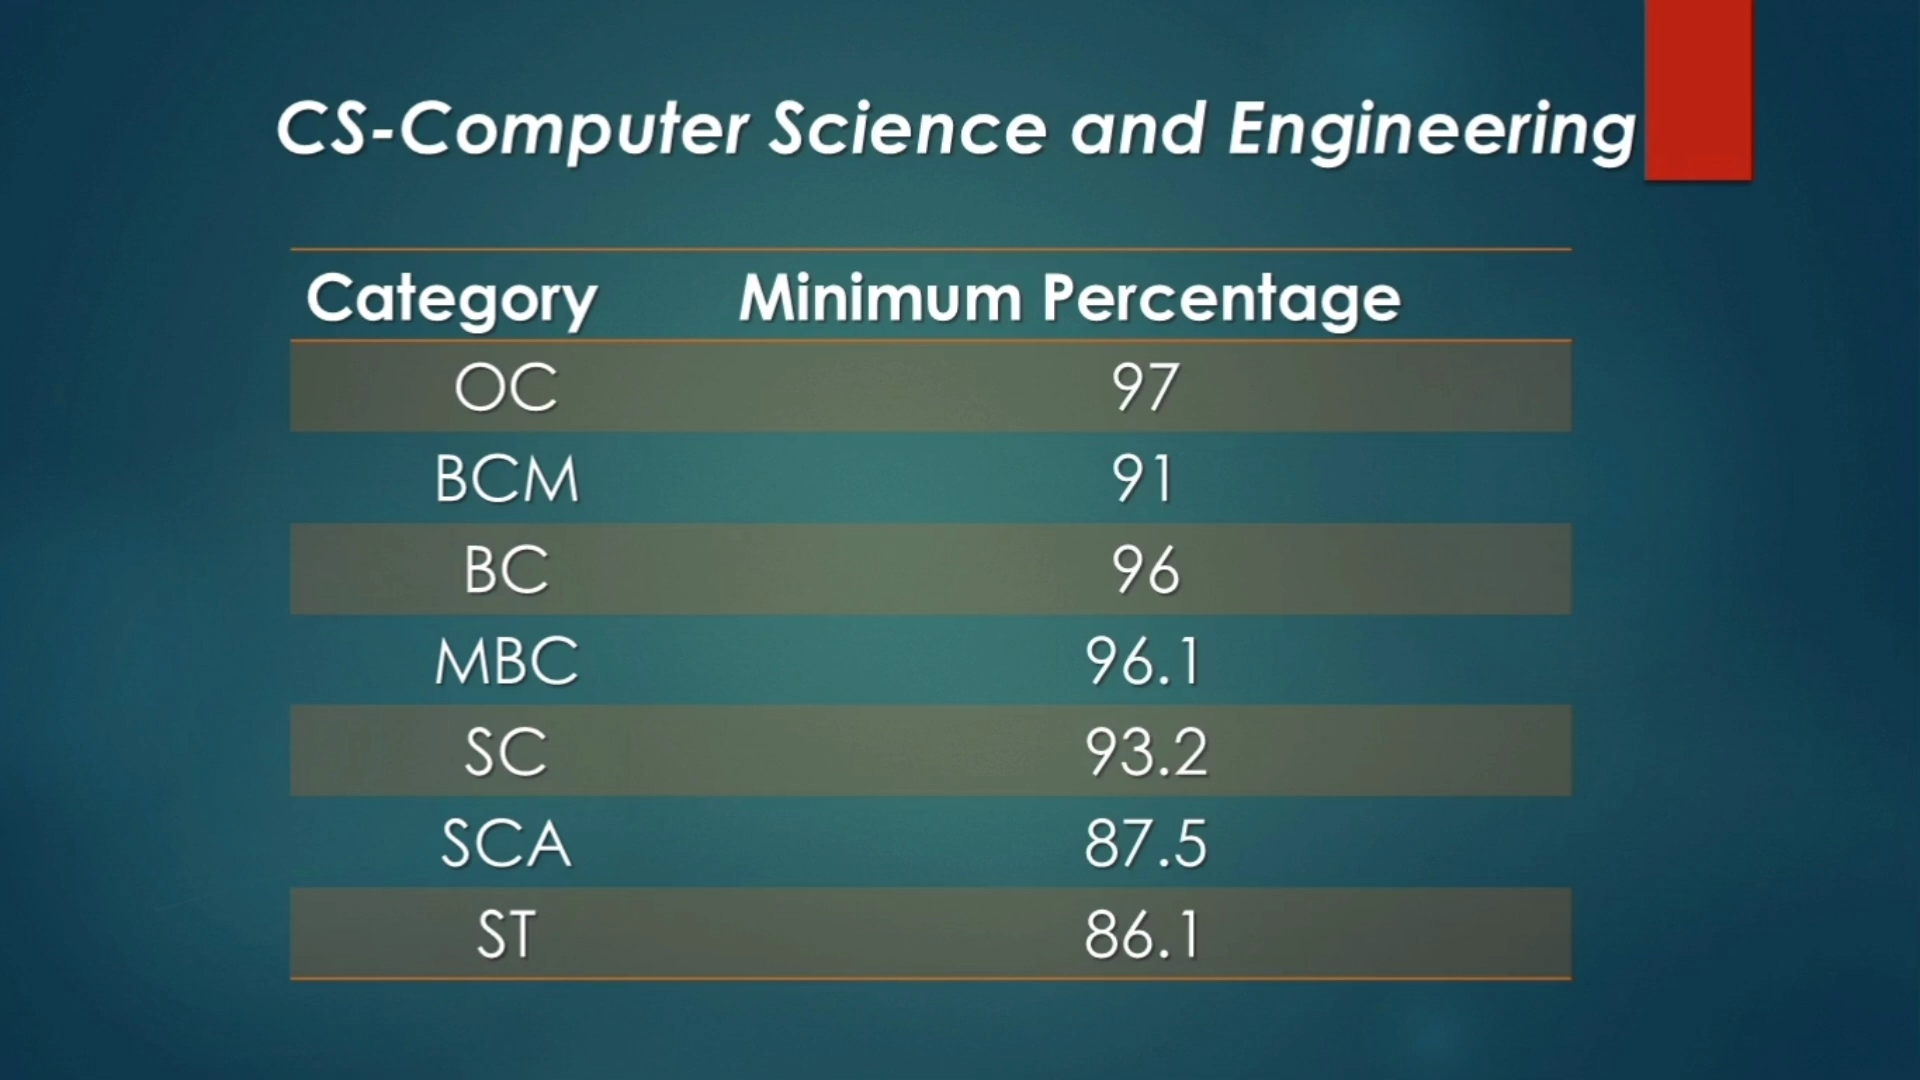 CS-Computer Science and Engineering
Category Minimum Percentage
OC 97
BCM 91
BC 96
MBC 96.1
SC 93.2
SCA 87.5
ST 86.1